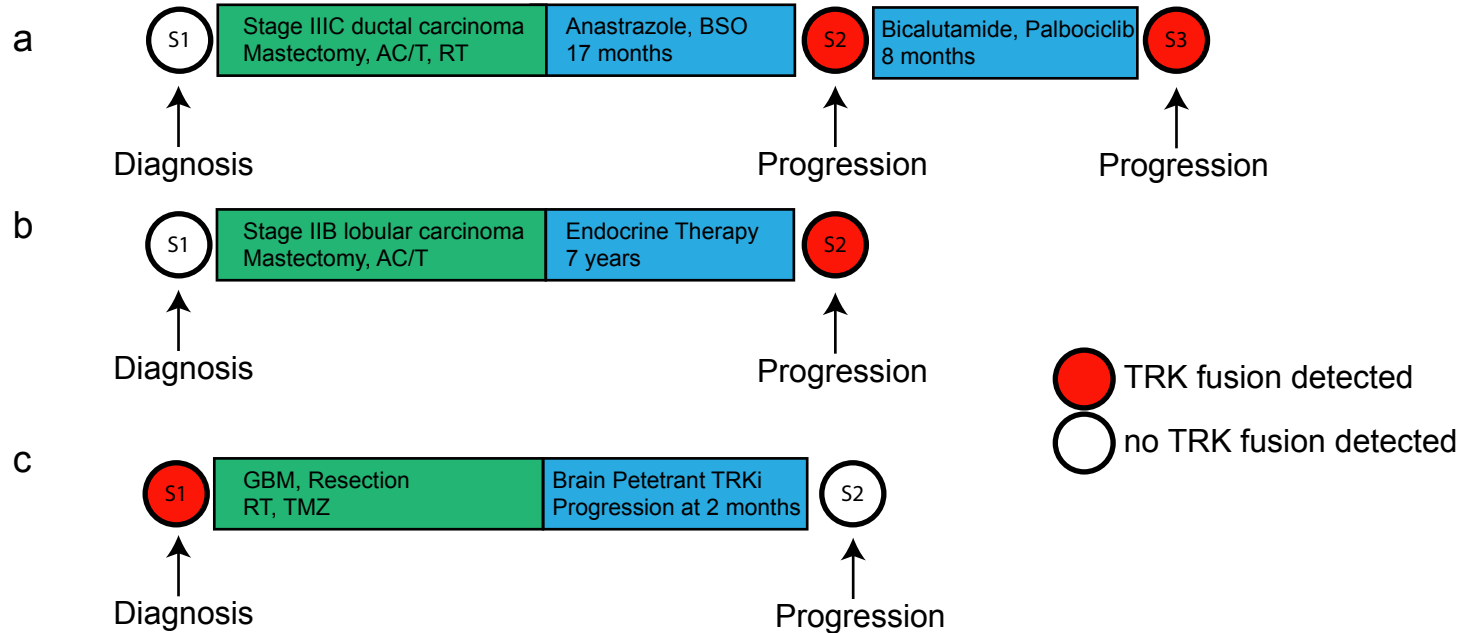 a
S1
Stage IIIC ductal carcinoma
Mastectomy, AC/T, RT
Anastrazole, BSO
17 months
S2
Bicalutamide, Palbociclib
8 months
S3
Diagnosis
Progression
Progression
b
S1
Stage IIB lobular carcinoma
Mastectomy, AC/T
Endocrine Therapy
7 years
S2
Diagnosis
Progression
TRK fusion detected
no TRK fusion detected
c
S1
GBM, Resection
RT, TMZ
Brain Petetrant TRKi
Progression at 2 months
S2
Diagnosis
Progression